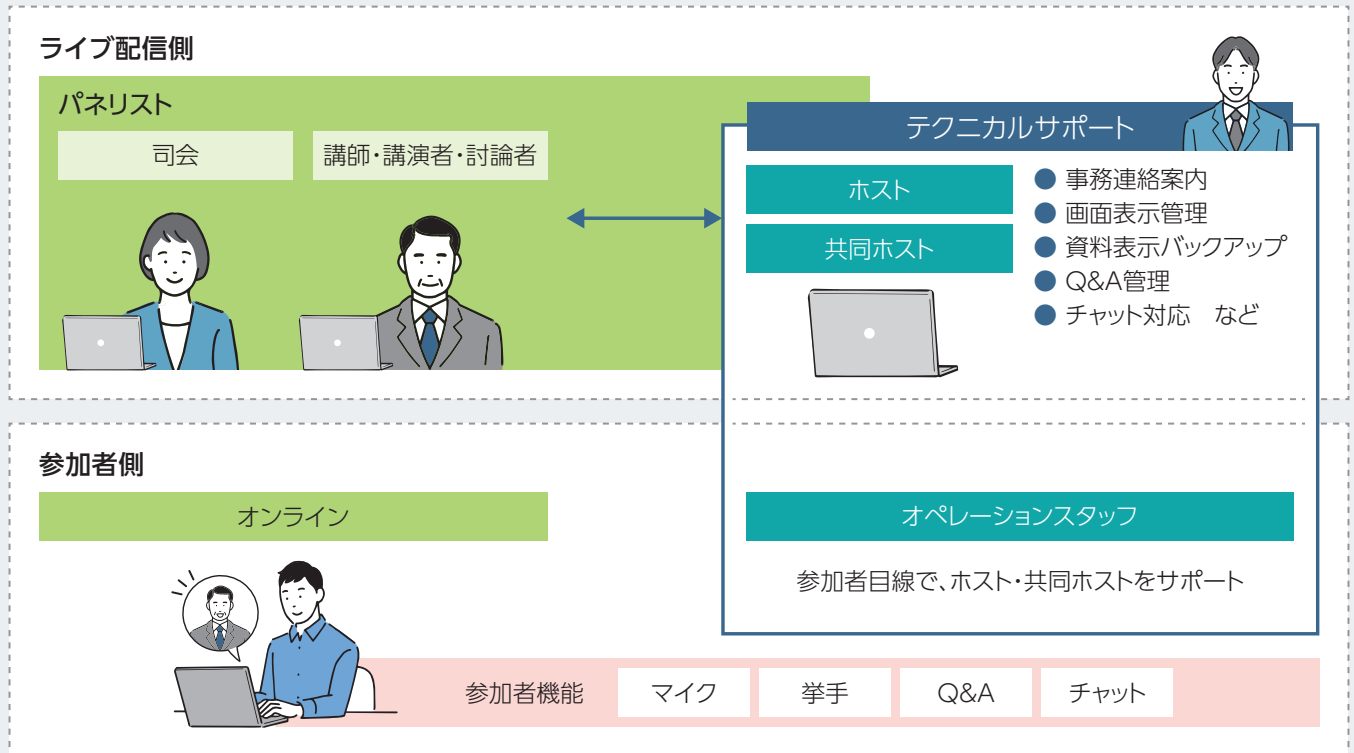 ライブ配信側
パネリスト
司会
講師・講演者・討論者
テクニカルサポート
ホスト
共同ホスト
● 事務連絡案内
● 画面表示管理
● 資料表示バックアップ
● Q&A管理
● チャット対応　など
参加者側
オンライン
オペレーションスタッフ
参加者目線で、ホスト・共同ホストをサポート
参加者機能
マイク
挙手
Q&A
チャット